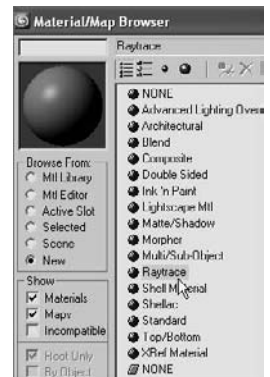 Material/Map Browser
Raytrace
NONE
Advanced Lighting Overri
Architectural
Blend
Composite
Double Sided
Ink 'n Paint
Lightscape Mtl
Matte/Shadow
Morpher
Multi/Sub-Object
Raytrace
Shell Material
Shellac
Standard
Top/Bottom
XRef Material
NONE
Browse From:
Mtl Library
Mtl Editor
Active Slot
Selected
Scene
New
Show
Materials
Maps
Incompatible
Root Only
By Object